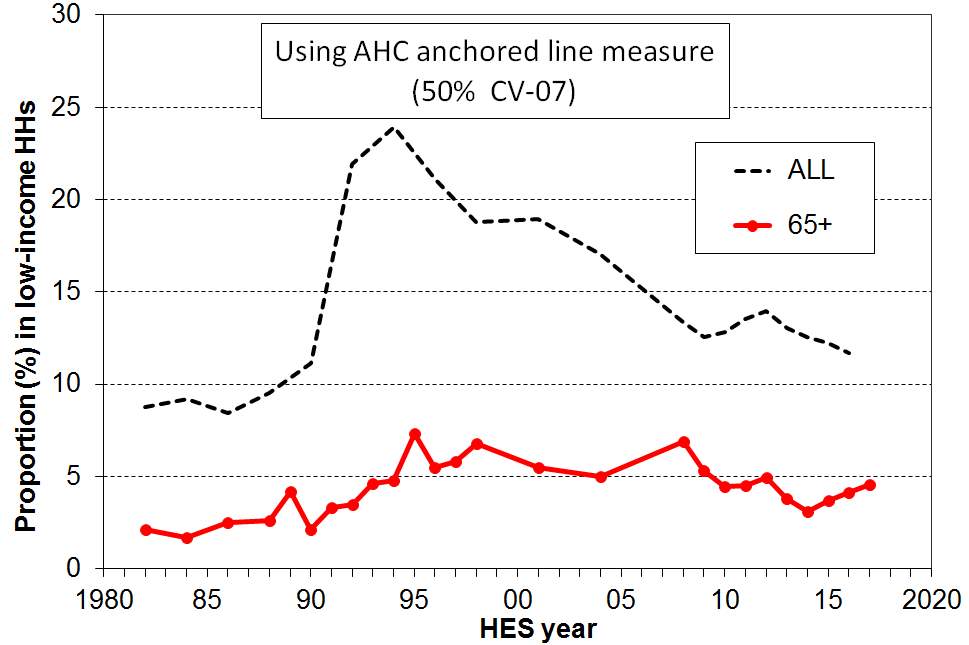 30
25
20
15
10
5
0
Proportion (%) in low-income HHs
Using AHC anchored line measure
(50% CV-07)
ALL
65+
1980 85 90 95 00 05 10 15 2020
HES year